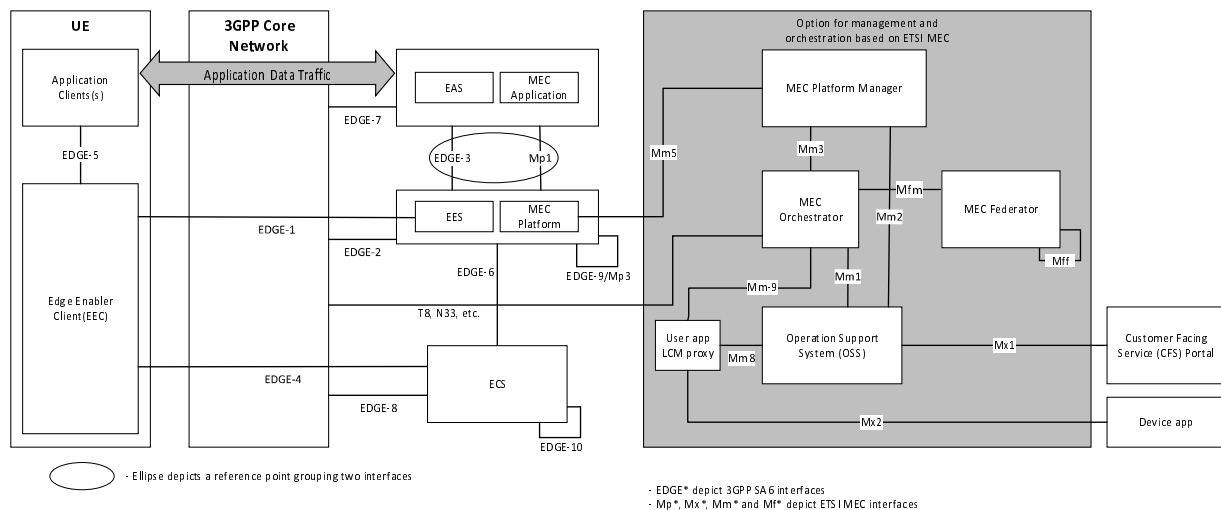 UE
3GPP Core
Network
Option for management and
orchestration based on ETSI MEC
Application
Clients(s)
Application Data Traffic
EAS
MEC
Application
MEC Platform Manager
EDGE-7
EDGE-5
EDGE-3
Mp1
Mm5
Mm3
EES
MEC
Platform
MEC
Orchestrator
Mfm
MEC Federator
Mm2
EDGE-1
EDGE-2
EDGE-6
EDGE-9/Mp3
Mff
Mm1
Mm-9
Edge Enabler
Client(EEC)
T8, N33, etc.
User app
LCM proxy
Mm8
Operation Support
System (OSS)
Mx1
Customer Facing
Service (CFS) Portal
EDGE-4
ECS
EDGE-8
EDGE-10
Mx2
Device app
- Ellipse depicts a reference point grouping two interfaces
- EDGE* depict 3GPP SA6 interfaces
- Mp*, Mx*, Mm* and Mf* depict ETSI MEC interfaces